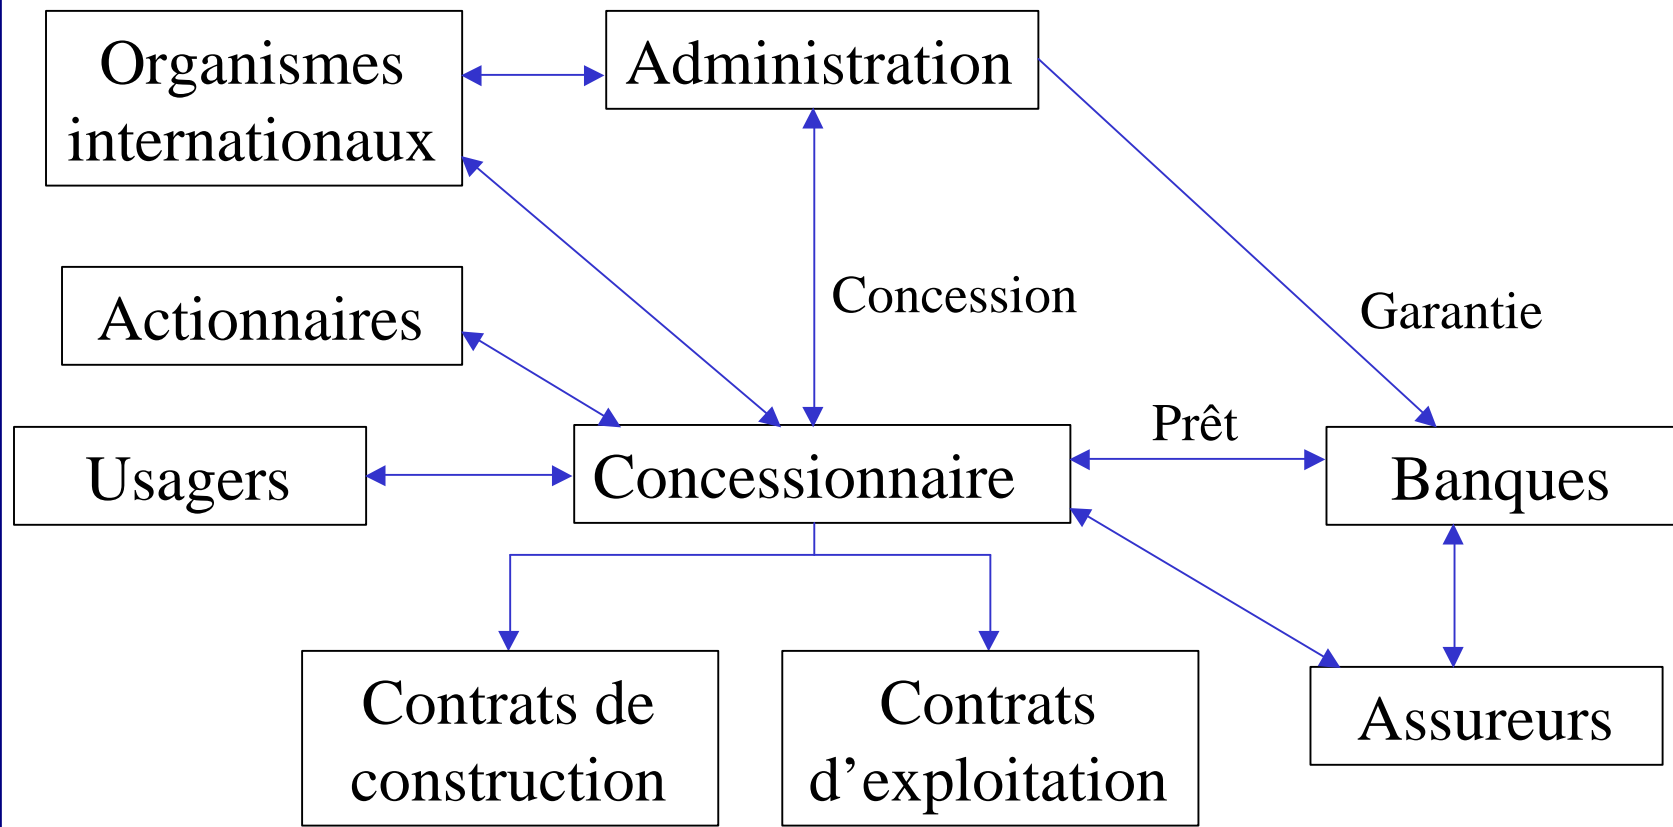 Organismes
internationaux
Administration
Actionnaires
Concession
Garantie
Usagers
Concessionnaire
Prêt
Banques
Contrats de
construction
Contrats
d’exploitation
Assureurs